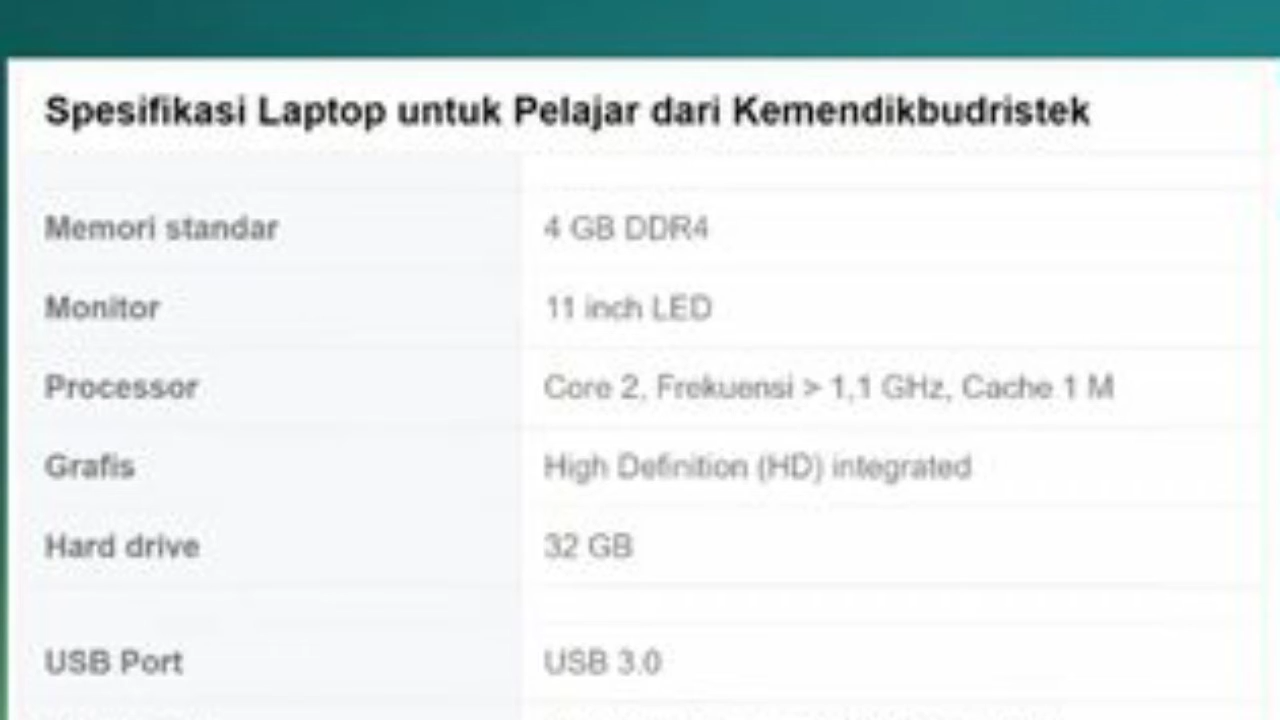 Spesifikasi Laptop untuk Pelajar dari Kemendikbudristek
Memori standar 4 GB DDR4
Monitor 11 inch LED
Processor Core 2, Frekuensi > 1,1 GHz, Cache 1 M
Grafis High Definition (HD) integrated
Hard drive 32 GB
USB Port USB 3.0